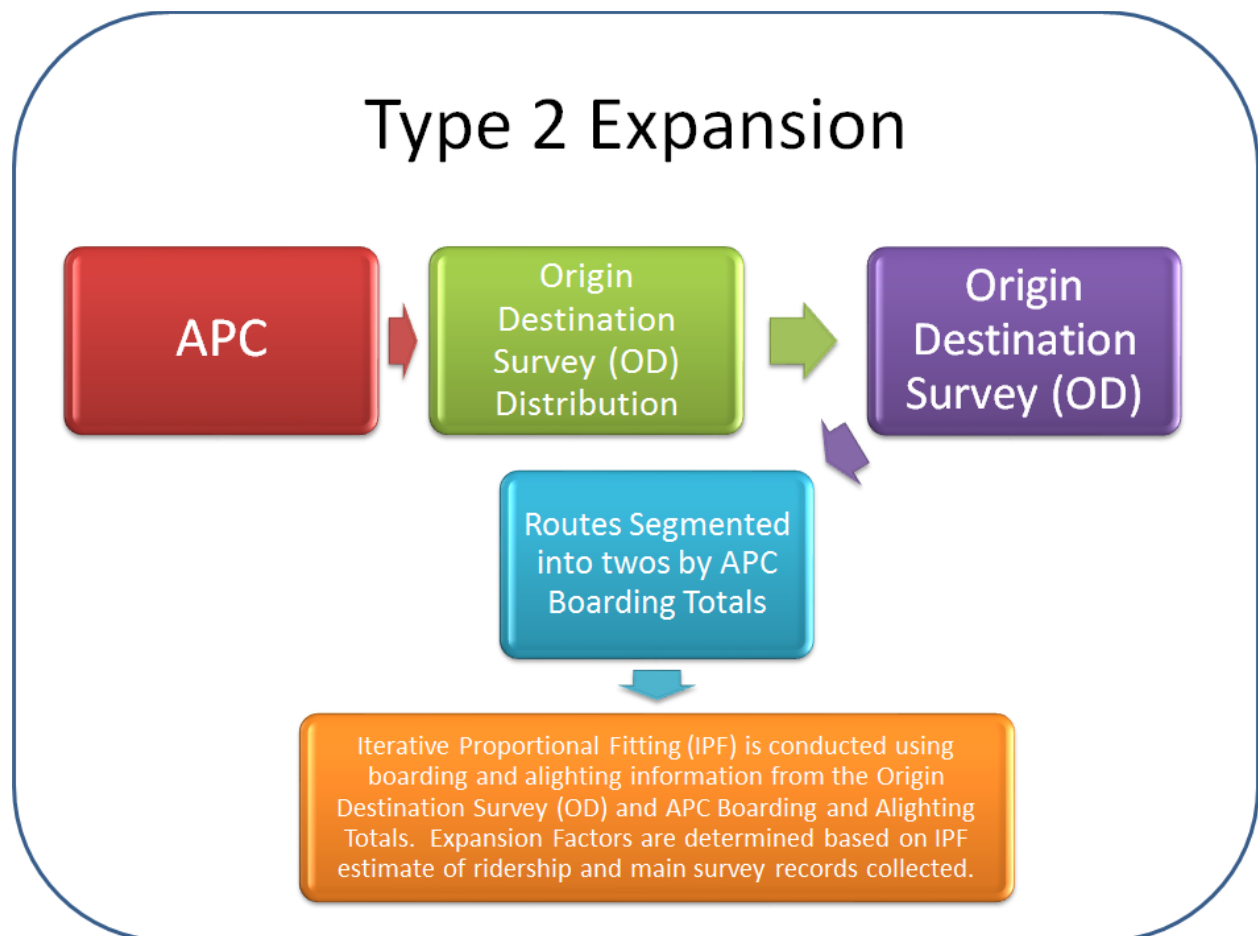 Type 2 Expansion
APC
Origin
Destination
Survey (OD)
Distribution
Origin
Destination
Survey (OD)
Routes Segmented
into twos by APC
Boarding Totals
Iterative Proportional Fitting (IPF) is conducted using
boarding and alighting information from the Origin
Destination Survey (OD) and APC Boarding and Alighting
Totals.  Expansion Factors are determined based on IPF
estimate of ridership and main survey records collected.